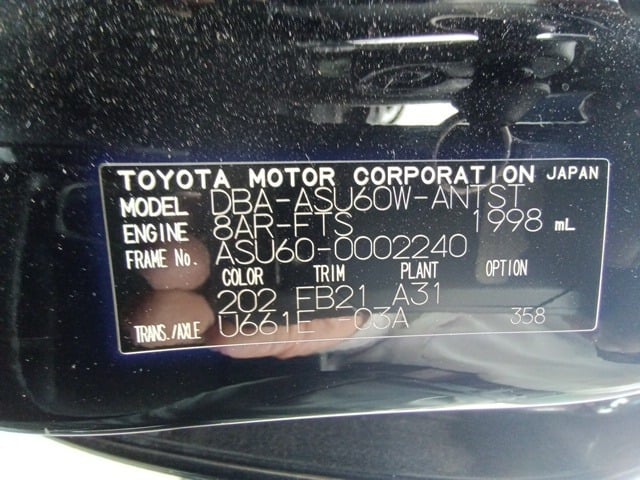 TOYOTA MOTOR CORPORATION JAPAN
MODEL DBA-ASU60W-ANTST
ENGINE 8AR-FTS 1998 mL
FRAME No. ASU60-0002240
COLOR TRIM PLANT OPTION
202 FB21 A31
TRANS./AXLE U661E -03A 358